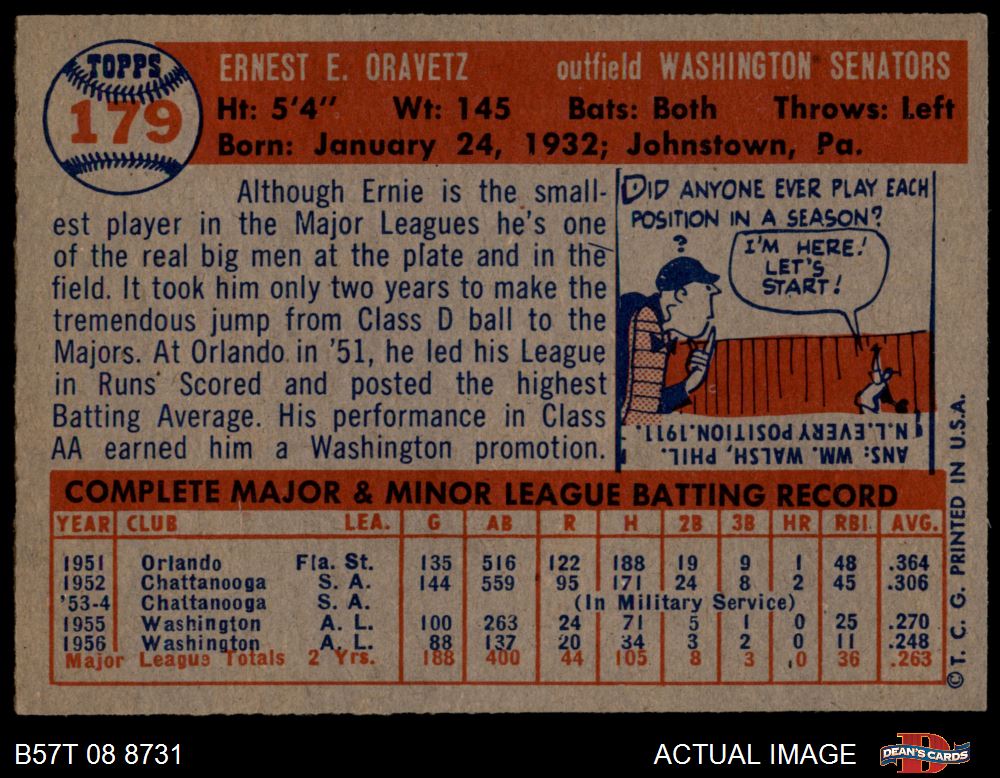 TOPPS
179
ERNEST E. ORAVETZ outfield WASHINGTON SENATORS
Ht: 5'4" Wt: 145 Bats: Both Throws: Left
Born: January 24, 1932; Johnstown, Pa.
Although Ernie is the small-
est player in the Major Leagues he's one
of the real big men at the plate and in the
field. It took him only two years to make the
tremendous jump from Class D ball to the
Majors. At Orlando in '51, he led his League
in Runs Scored and posted the highest
Batting Average. His performance in Class
AA earned him a Washington promotion.
DID ANYONE EVER PLAY EACH
POSITION IN A SEASON?
?
I'M HERE!
LET'S
START!
ANS: WM. WALSH, PHIL.
N.L. EVERY POSITION. 1911.
COMPLETE MAJOR & MINOR LEAGUE BATTING RECORD
YEAR CLUB LEA. G AB R H 2B 3B HR RBI AVG.
1951 Orlando Fla. St. 135 516 122 188 19 9 1 48 .364
1952 Chattanooga S. A. 144 559 95 171 24 8 2 45 .306
'53-4 Chattanooga S. A. (In Military Service)
1955 Washington A. L. 100 263 24 71 5 1 0 25 .270
1956 Washington A. L. 88 137 20 34 3 2 0 11 .248
Major League Totals 2 Yrs. 188 400 44 105 8 3 0 36 .263
©T. C. G. PRINTED IN U.S.A.
B57T 08 8731
ACTUAL IMAGE
DEAN'S CARDS